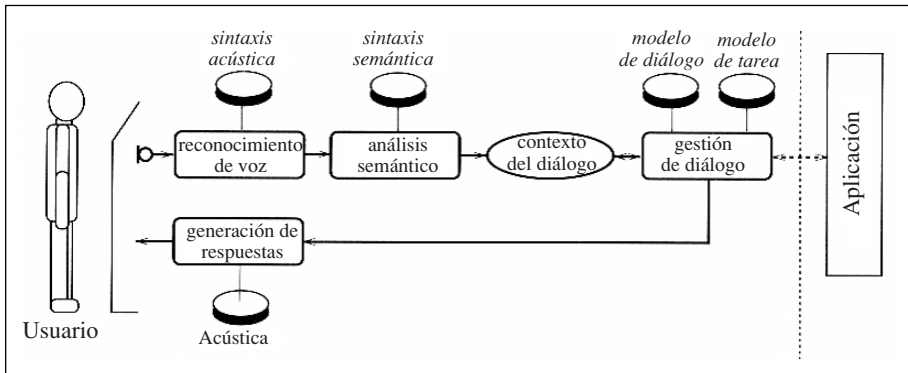 sintaxis
acústica
sintaxis
semántica
modelo
de diálogo
modelo
de tarea
reconocimiento
de voz
análisis
semántico
contexto
del diálogo
gestión
de diálogo
Aplicación
generación de
respuestas
Usuario
Acústica